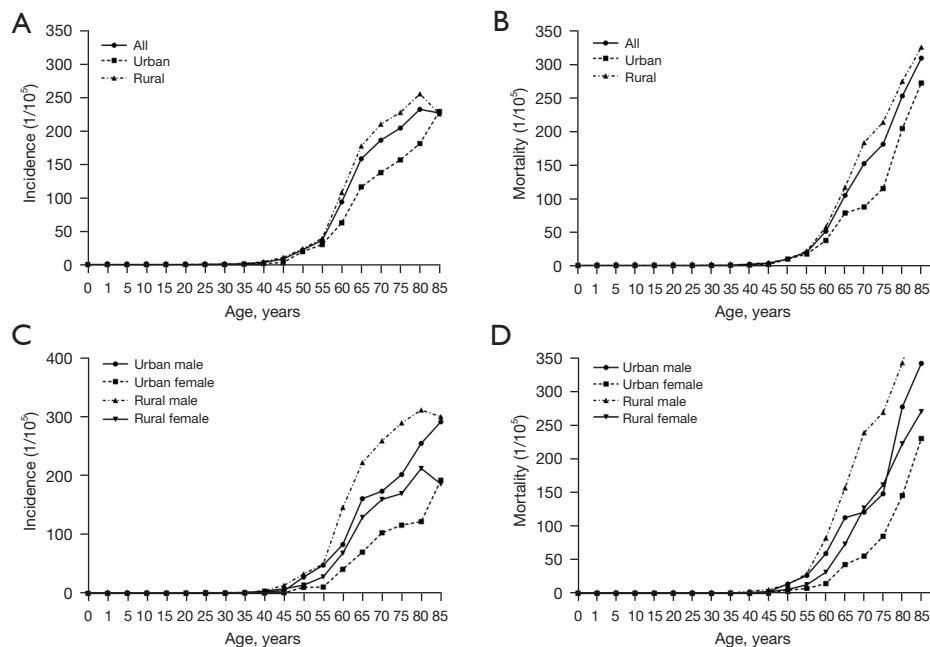 A
Incidence (1/10⁵)
350
300
250
200
150
100
50
0
All
Urban
Rural
0 1 5 10 15 20 25 30 35 40 45 50 55 60 65 70 75 80 85
Age, years
B
Mortality (1/10⁵)
350
300
250
200
150
100
50
0
All
Urban
Rural
0 1 5 10 15 20 25 30 35 40 45 50 55 60 65 70 75 80 85
Age, years
C
Incidence (1/10⁵)
400
300
200
100
0
Urban male
Urban female
Rural male
Rural female
0 1 5 10 15 20 25 30 35 40 45 50 55 60 65 70 75 80 85
Age, years
D
Mortality (1/10⁵)
350
300
250
200
150
100
50
0
Urban male
Urban female
Rural male
Rural female
0 1 5 10 15 20 25 30 35 40 45 50 55 60 65 70 75 80 85
Age, years